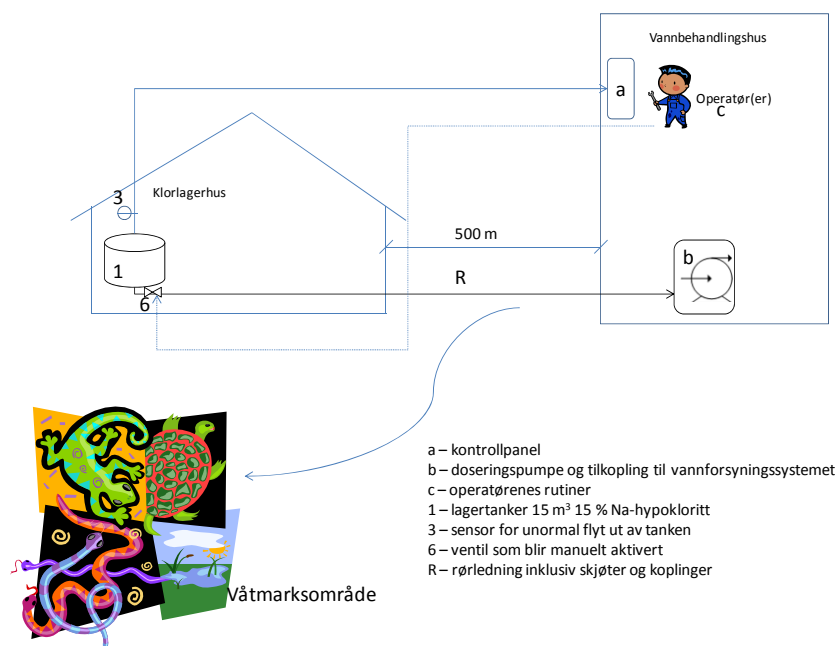 Vannbehandlingshus
a
Operatør(er)
c
Klorlagerhus
3
500 m
1
6
R
b
a – kontrollpanel
b – doseringspumpe og tilkopling til vannforsyningssystemet
c – operatørenes rutiner
1 – lagertanker 15 m³ 15 % Na-hypokloritt
3 – sensor for unormal flyt ut av tanken
6 – ventil som blir manuelt aktivert
R – rørledning inklusiv skjøter og koplinger
Våtmarksområde